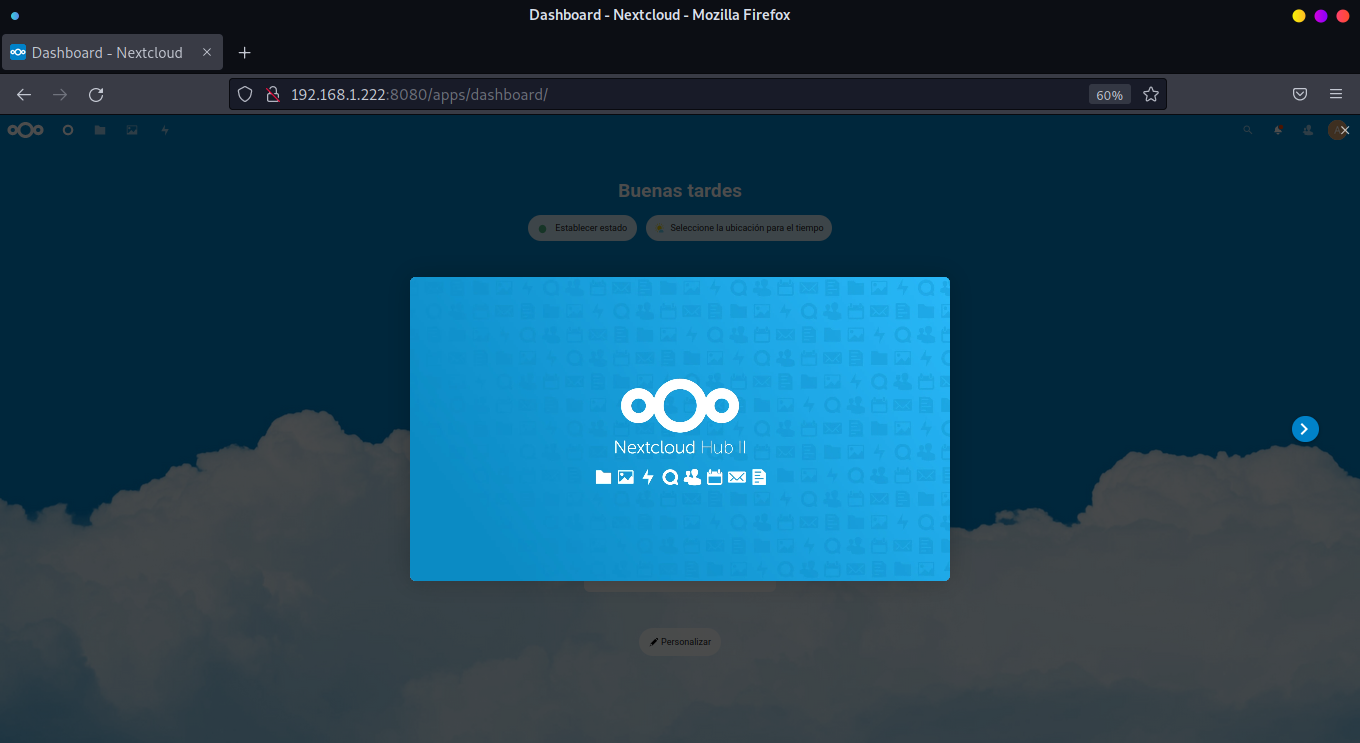 Dashboard - Nextcloud - Mozilla Firefox
Dashboard - Nextcloud
192.168.1.222:8080/apps/dashboard/
60%
A
Buenas tardes
Establecer estado
Seleccione la ubicación para el tiempo
Nextcloud Hub II
Personalizar